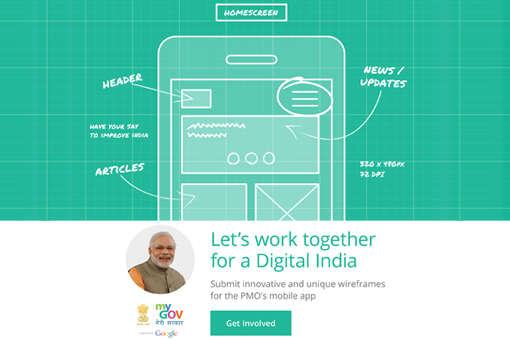 HOMESCREEN
HEADER
NEWS /
UPDATES
HAVE YOUR SAY
TO IMPROVE INDIA
ARTICLES
320 X 480PX
72 DPI
Let's work together
for a Digital India
Submit innovative and unique wireframes
for the PMO's mobile app
Get Involved
my
GOV
मेरी सरकार
Google